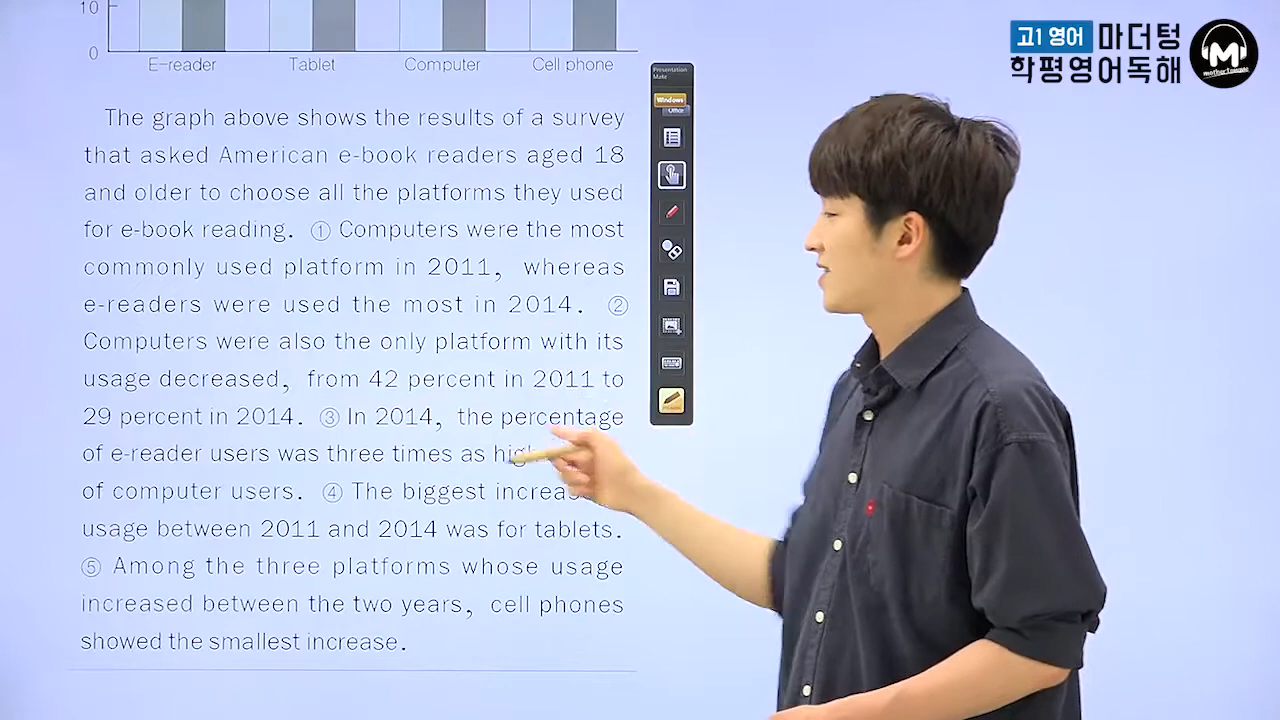 10
0
E-reader Tablet Computer Cell phone
The graph above shows the results of a survey
that asked American e-book readers aged 18
and older to choose all the platforms they used
for e-book reading. ① Computers were the most
commonly used platform in 2011, whereas
e-readers were used the most in 2014. ②
Computers were also the only platform with its
usage decreased, from 42 percent in 2011 to
29 percent in 2014. ③ In 2014, the percentage
of e-reader users was three times as
of computer users. ④ The biggest
usage between 2011 and 2014 was for tablets.
⑤ Among the three platforms whose usage
increased between the two years, cell phones
showed the smallest increase.
Presentation
Make
Windows
Office
고1 영어 마더텅
학평영어독해
M
mothertongue